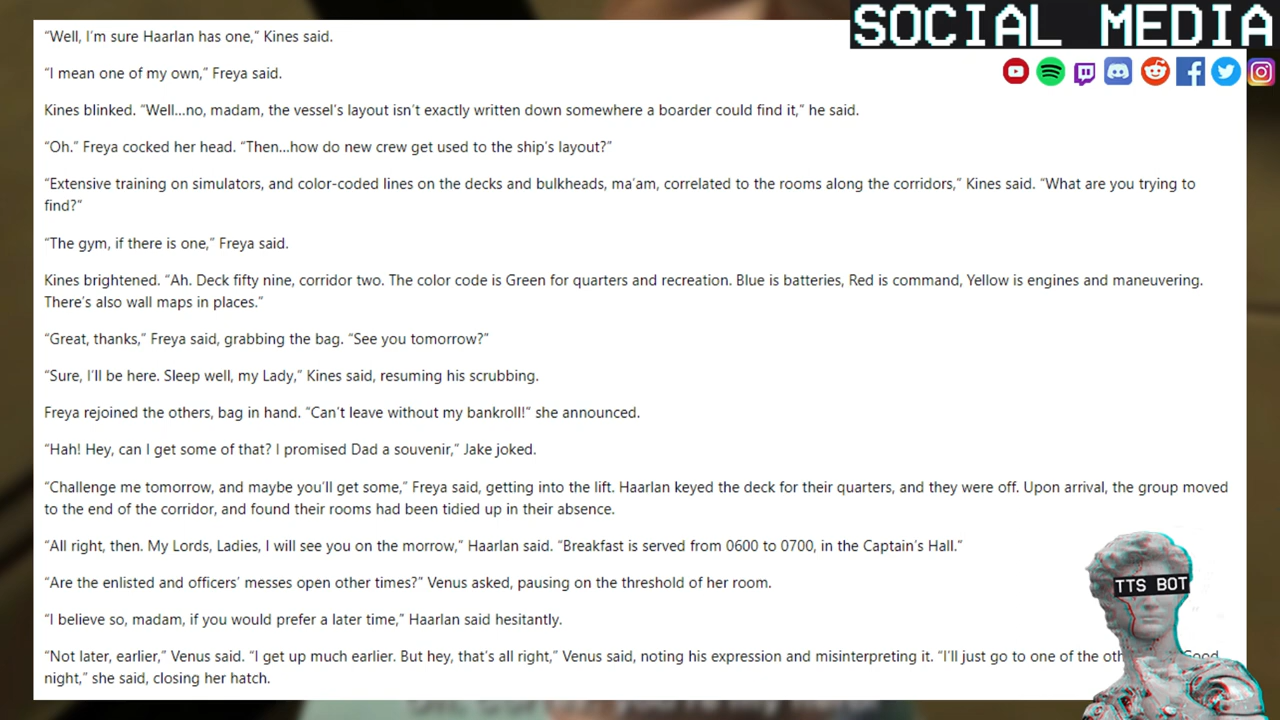 SOCIAL MEDIA
“Well, I’m sure Haarlan has one,” Kines said.
“I mean one of my own,” Freya said.
Kines blinked. “Well...no, madam, the vessel’s layout isn’t exactly written down somewhere a boarder could find it,” he said.
“Oh.” Freya cocked her head. “Then...how do new crew get used to the ship’s layout?”
“Extensive training on simulators, and color-coded lines on the decks and bulkheads, ma’am, correlated to the rooms along the corridors,” Kines said. “What are you trying to
find?”
“The gym, if there is one,” Freya said.
Kines brightened. “Ah. Deck fifty nine, corridor two. The color code is Green for quarters and recreation. Blue is batteries, Red is command, Yellow is engines and maneuvering.
There’s also wall maps in places.”
“Great, thanks,” Freya said, grabbing the bag. “See you tomorrow?”
“Sure, I’ll be here. Sleep well, my Lady,” Kines said, resuming his scrubbing.
Freya rejoined the others, bag in hand. “Can’t leave without my bankroll!” she announced.
“Hah! Hey, can I get some of that? I promised Dad a souvenir,” Jake joked.
“Challenge me tomorrow, and maybe you’ll get some,” Freya said, getting into the lift. Haarlan keyed the deck for their quarters, and they were off. Upon arrival, the group moved
to the end of the corridor, and found their rooms had been tidied up in their absence.
“All right, then. My Lords, Ladies, I will see you on the morrow,” Haarlan said. “Breakfast is served from 0600 to 0700, in the Captain’s Hall.”
“Are the enlisted and officers’ messes open other times?” Venus asked, pausing on the threshold of her room.
“I believe so, madam, if you would prefer a later time,” Haarlan said hesitantly.
“Not later, earlier,” Venus said. “I get up much earlier. But hey, that’s all right,” Venus said, noting his expression and misinterpreting it. “I’ll just go to one of the Good
night,” she said, closing her hatch.
TTS BOT